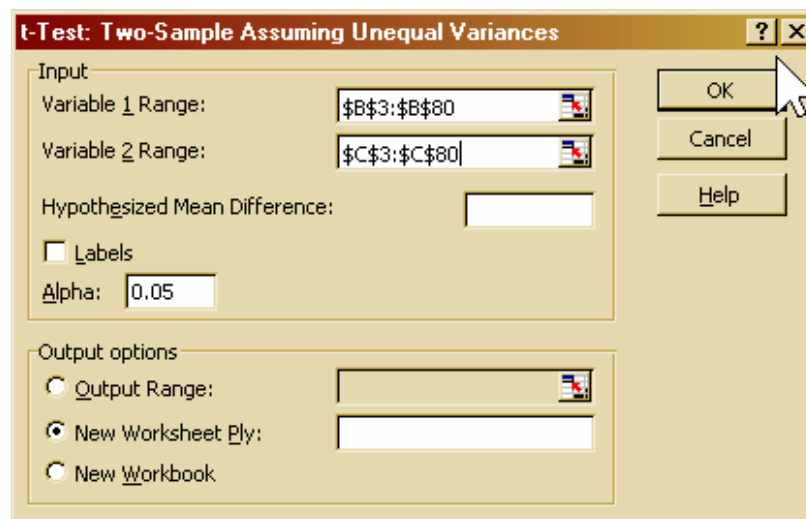 t-Test: Two-Sample Assuming Unequal Variances
Input
Variable 1 Range: $B$3:$B$80
Variable 2 Range: $C$3:$C$80
Hypothesized Mean Difference:
Labels
Alpha: 0.05
OK
Cancel
Help
Output options
Output Range:
New Worksheet Ply:
New Workbook